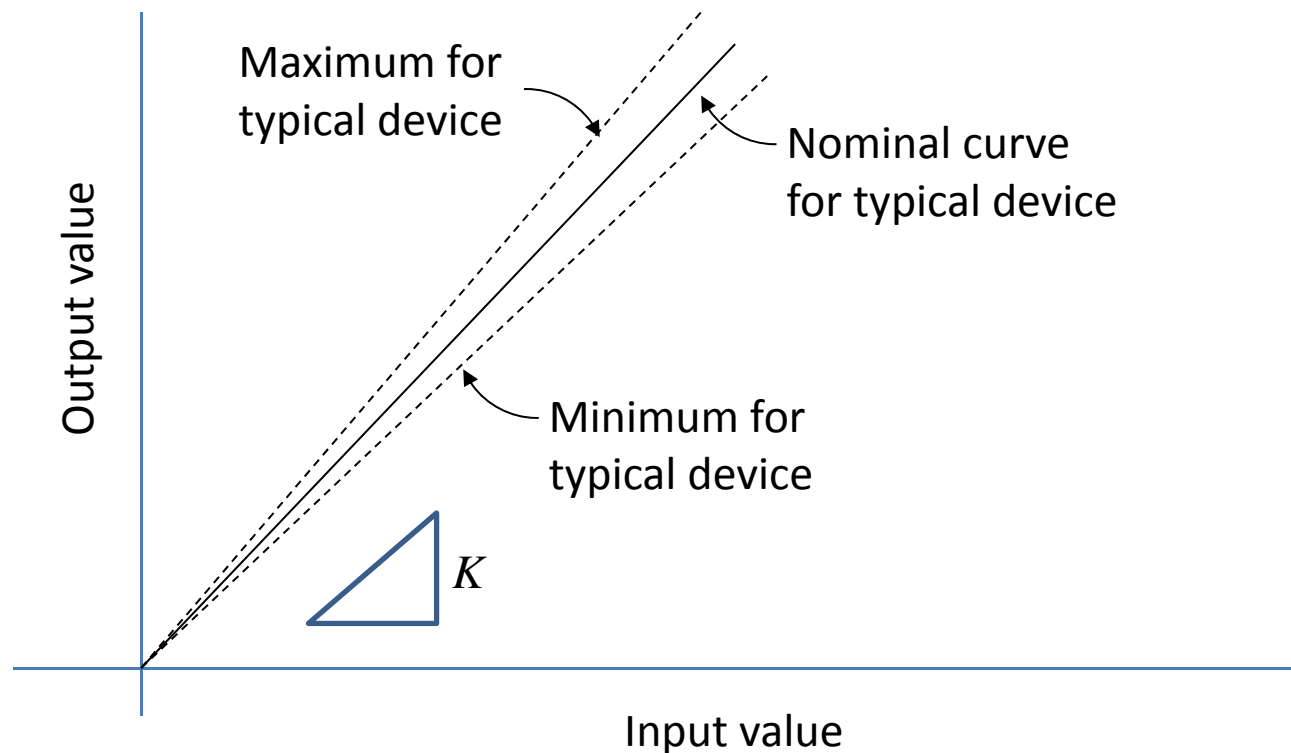 Maximum for
typical device
Nominal curve
for typical device
Output value
Minimum for
typical device
K
Input value